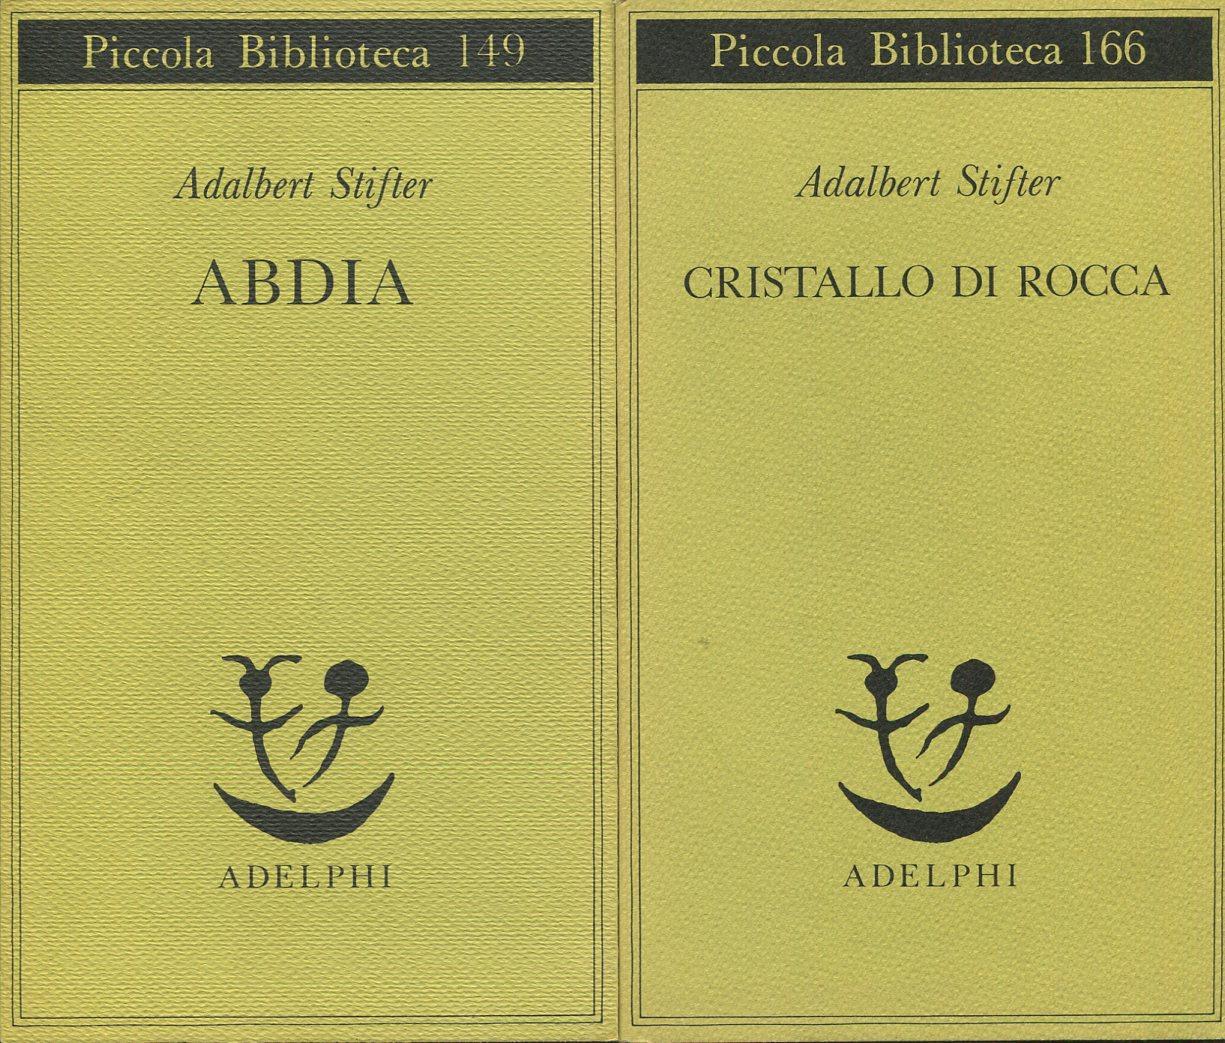 Piccola Biblioteca 149
Adalbert Stifter
ABDIA
ADELPHI
Piccola Biblioteca 166
Adalbert Stifter
CRISTALLO DI ROCCA
ADELPHI